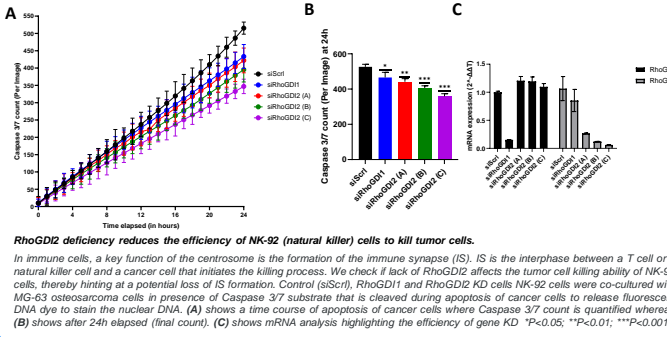 A
B
C
Caspase 3/7 count (Per Image)
550
500
450
400
350
300
250
200
150
100
50
0
0
4
8
12
16
20
24
Time elapsed (in hours)
siScrl
siRhoGDI1
siRhoGDI2 (A)
siRhoGDI2 (B)
siRhoGDI2 (C)
Caspase 3/7 count (Per Image) at 24h
600
400
200
0
*
**
***
***
siScrl
siRhoGDI1
siRhoGDI2 (A)
siRhoGDI2 (B)
siRhoGDI2 (C)
mRNA expression (2^-ΔΔT)
1.5
1.0
0.5
0.0
RhoG
RhoG
siScrl
siRhoGDI1
siRhoGDI2 (A)
siRhoGDI2 (B)
siRhoGDI2 (C)
siScrl
siRhoGDI1
siRhoGDI2 (A)
siRhoGDI2 (B)
siRhoGDI2 (C)
RhoGDI2 deficiency reduces the efficiency of NK-92 (natural killer) cells to kill tumor cells.
In immune cells, a key function of the centrosome is the formation of the immune synapse (IS). IS is the interphase between a T cell or
natural killer cell and a cancer cell that initiates the killing process. We check if lack of RhoGDI2 affects the tumor cell killing ability of NK-9
cells, thereby hinting at a potential loss of IS formation. Control (siScrl), RhoGDI1 and RhoGDI2 KD cells NK-92 cells were co-cultured wi
MG-63 osteosarcoma cells in presence of Caspase 3/7 substrate that is cleaved during apoptosis of cancer cells to release fluoresce
DNA dye to stain the nuclear DNA. (A) shows a time course of apoptosis of cancer cells where Caspase 3/7 count is quantified wherea
(B) shows after 24h elapsed (final count). (C) shows mRNA analysis highlighting the efficiency of gene KD *P<0.05; **P<0.01; ***P<0.001